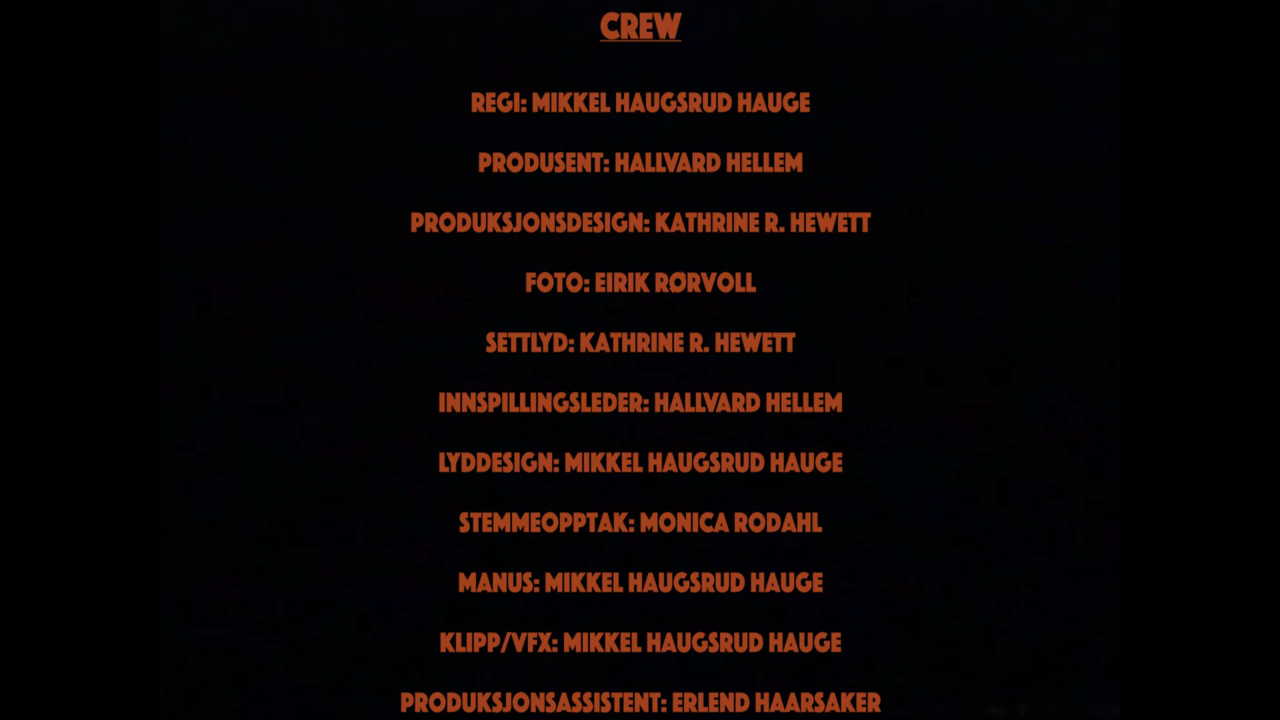 CREW
REGI: MIKKEL HAUGSRUD HAUGE
PRODUSENT: HALLVARD HELLEM
PRODUKSJONSDESIGN: KATHRINE R. HEWETT
FOTO: EIRIK RØRVOLL
SETTLYD: KATHRINE R. HEWETT
INNSPILLINGSLEDER: HALLVARD HELLEM
LYDDESIGN: MIKKEL HAUGSRUD HAUGE
STEMMEOPPTAK: MONICA RODAHL
MANUS: MIKKEL HAUGSRUD HAUGE
KLIPP/VFX: MIKKEL HAUGSRUD HAUGE
PRODUKSJONSASSISTENT: ERLEND HAARSAKER